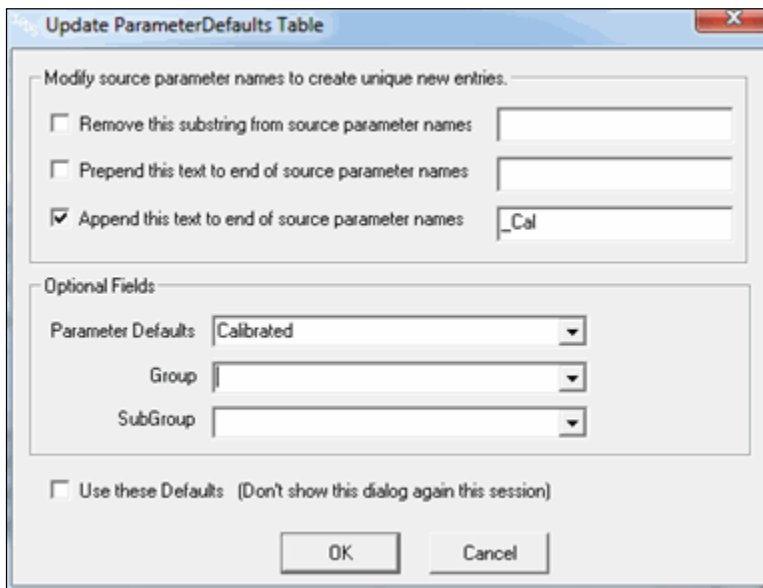 Update ParameterDefaults Table
Modify source parameter names to create unique new entries.
Remove this substring from source parameter names
Prepend this text to end of source parameter names
Append this text to end of source parameter names _Cal
Optional Fields
Parameter Defaults Calibrated
Group
SubGroup
Use these Defaults (Don't show this dialog again this session)
OK Cancel